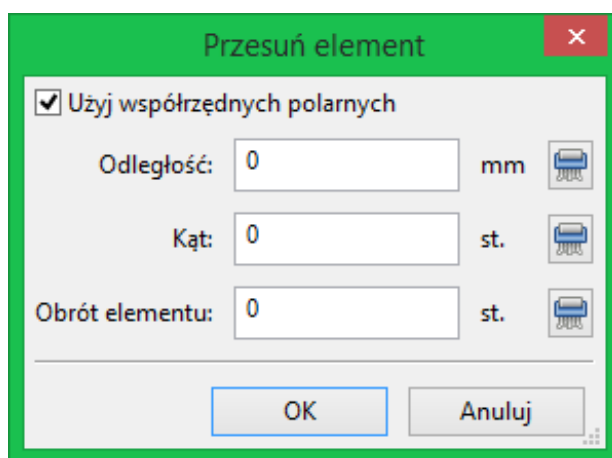 Przesuń element
Użyj współrzędnych polarnych
Odległość: 0 mm
Kąt: 0 st.
Obrót elementu: 0 st.
OK Anuluj